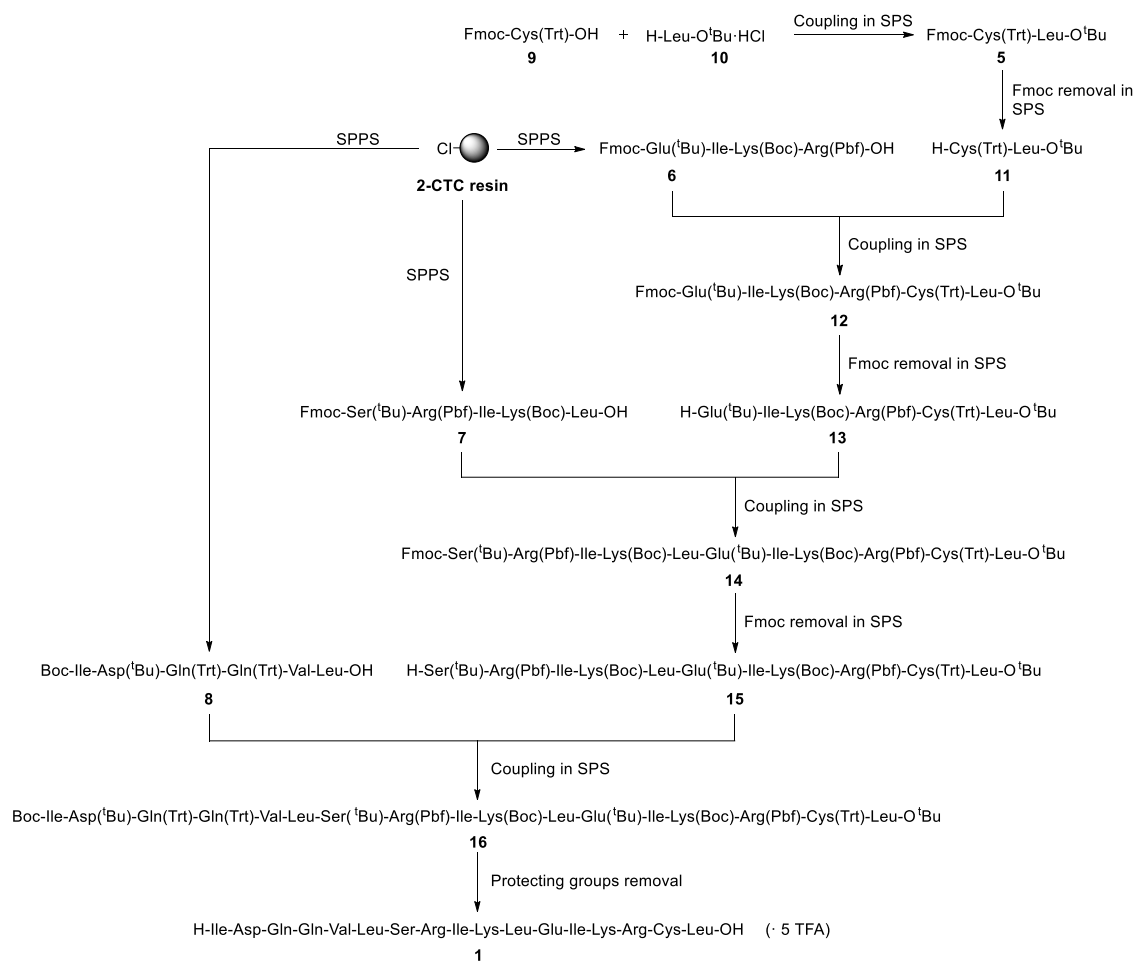 Fmoc-Cys(Trt)-OH + H-Leu-OᵗBu·HCl Coupling in SPS Fmoc-Cys(Trt)-Leu-OᵗBu
9 10 5
Fmoc removal in
SPS
SPPS Cl SPPS Fmoc-Glu(ᵗBu)-Ile-Lys(Boc)-Arg(Pbf)-OH H-Cys(Trt)-Leu-OᵗBu
2-CTC resin 6 11
Coupling in SPS
SPPS
Fmoc-Glu(ᵗBu)-Ile-Lys(Boc)-Arg(Pbf)-Cys(Trt)-Leu-OᵗBu
12
Fmoc removal in SPS
Fmoc-Ser(ᵗBu)-Arg(Pbf)-Ile-Lys(Boc)-Leu-OH H-Glu(ᵗBu)-Ile-Lys(Boc)-Arg(Pbf)-Cys(Trt)-Leu-OᵗBu
7 13
Coupling in SPS
Fmoc-Ser(ᵗBu)-Arg(Pbf)-Ile-Lys(Boc)-Leu-Glu(ᵗBu)-Ile-Lys(Boc)-Arg(Pbf)-Cys(Trt)-Leu-OᵗBu
14
Fmoc removal in SPS
Boc-Ile-Asp(ᵗBu)-Gln(Trt)-Gln(Trt)-Val-Leu-OH H-Ser(ᵗBu)-Arg(Pbf)-Ile-Lys(Boc)-Leu-Glu(ᵗBu)-Ile-Lys(Boc)-Arg(Pbf)-Cys(Trt)-Leu-OᵗBu
8 15
Coupling in SPS
Boc-Ile-Asp(ᵗBu)-Gln(Trt)-Gln(Trt)-Val-Leu-Ser(ᵗBu)-Arg(Pbf)-Ile-Lys(Boc)-Leu-Glu(ᵗBu)-Ile-Lys(Boc)-Arg(Pbf)-Cys(Trt)-Leu-OᵗBu
16
Protecting groups removal
H-Ile-Asp-Gln-Gln-Val-Leu-Ser-Arg-Ile-Lys-Leu-Glu-Ile-Lys-Arg-Cys-Leu-OH (· 5 TFA)
1